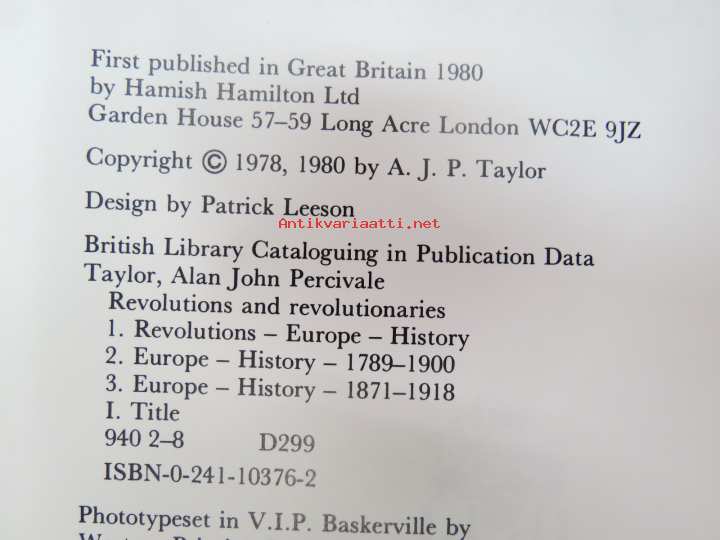 First published in Great Britain 1980
by Hamish Hamilton Ltd
Garden House 57–59 Long Acre London WC2E 9JZ
Copyright © 1978, 1980 by A. J. P. Taylor
Design by Patrick Leeson
Antikvariaatti.net
British Library Cataloguing in Publication Data
Taylor, Alan John Percivale
Revolutions and revolutionaries
1. Revolutions – Europe – History
2. Europe – History – 1789–1900
3. Europe – History – 1871–1918
I. Title
940 2–8 D299
ISBN-0-241-10376-2
Phototypeset in V.I.P. Baskerville by